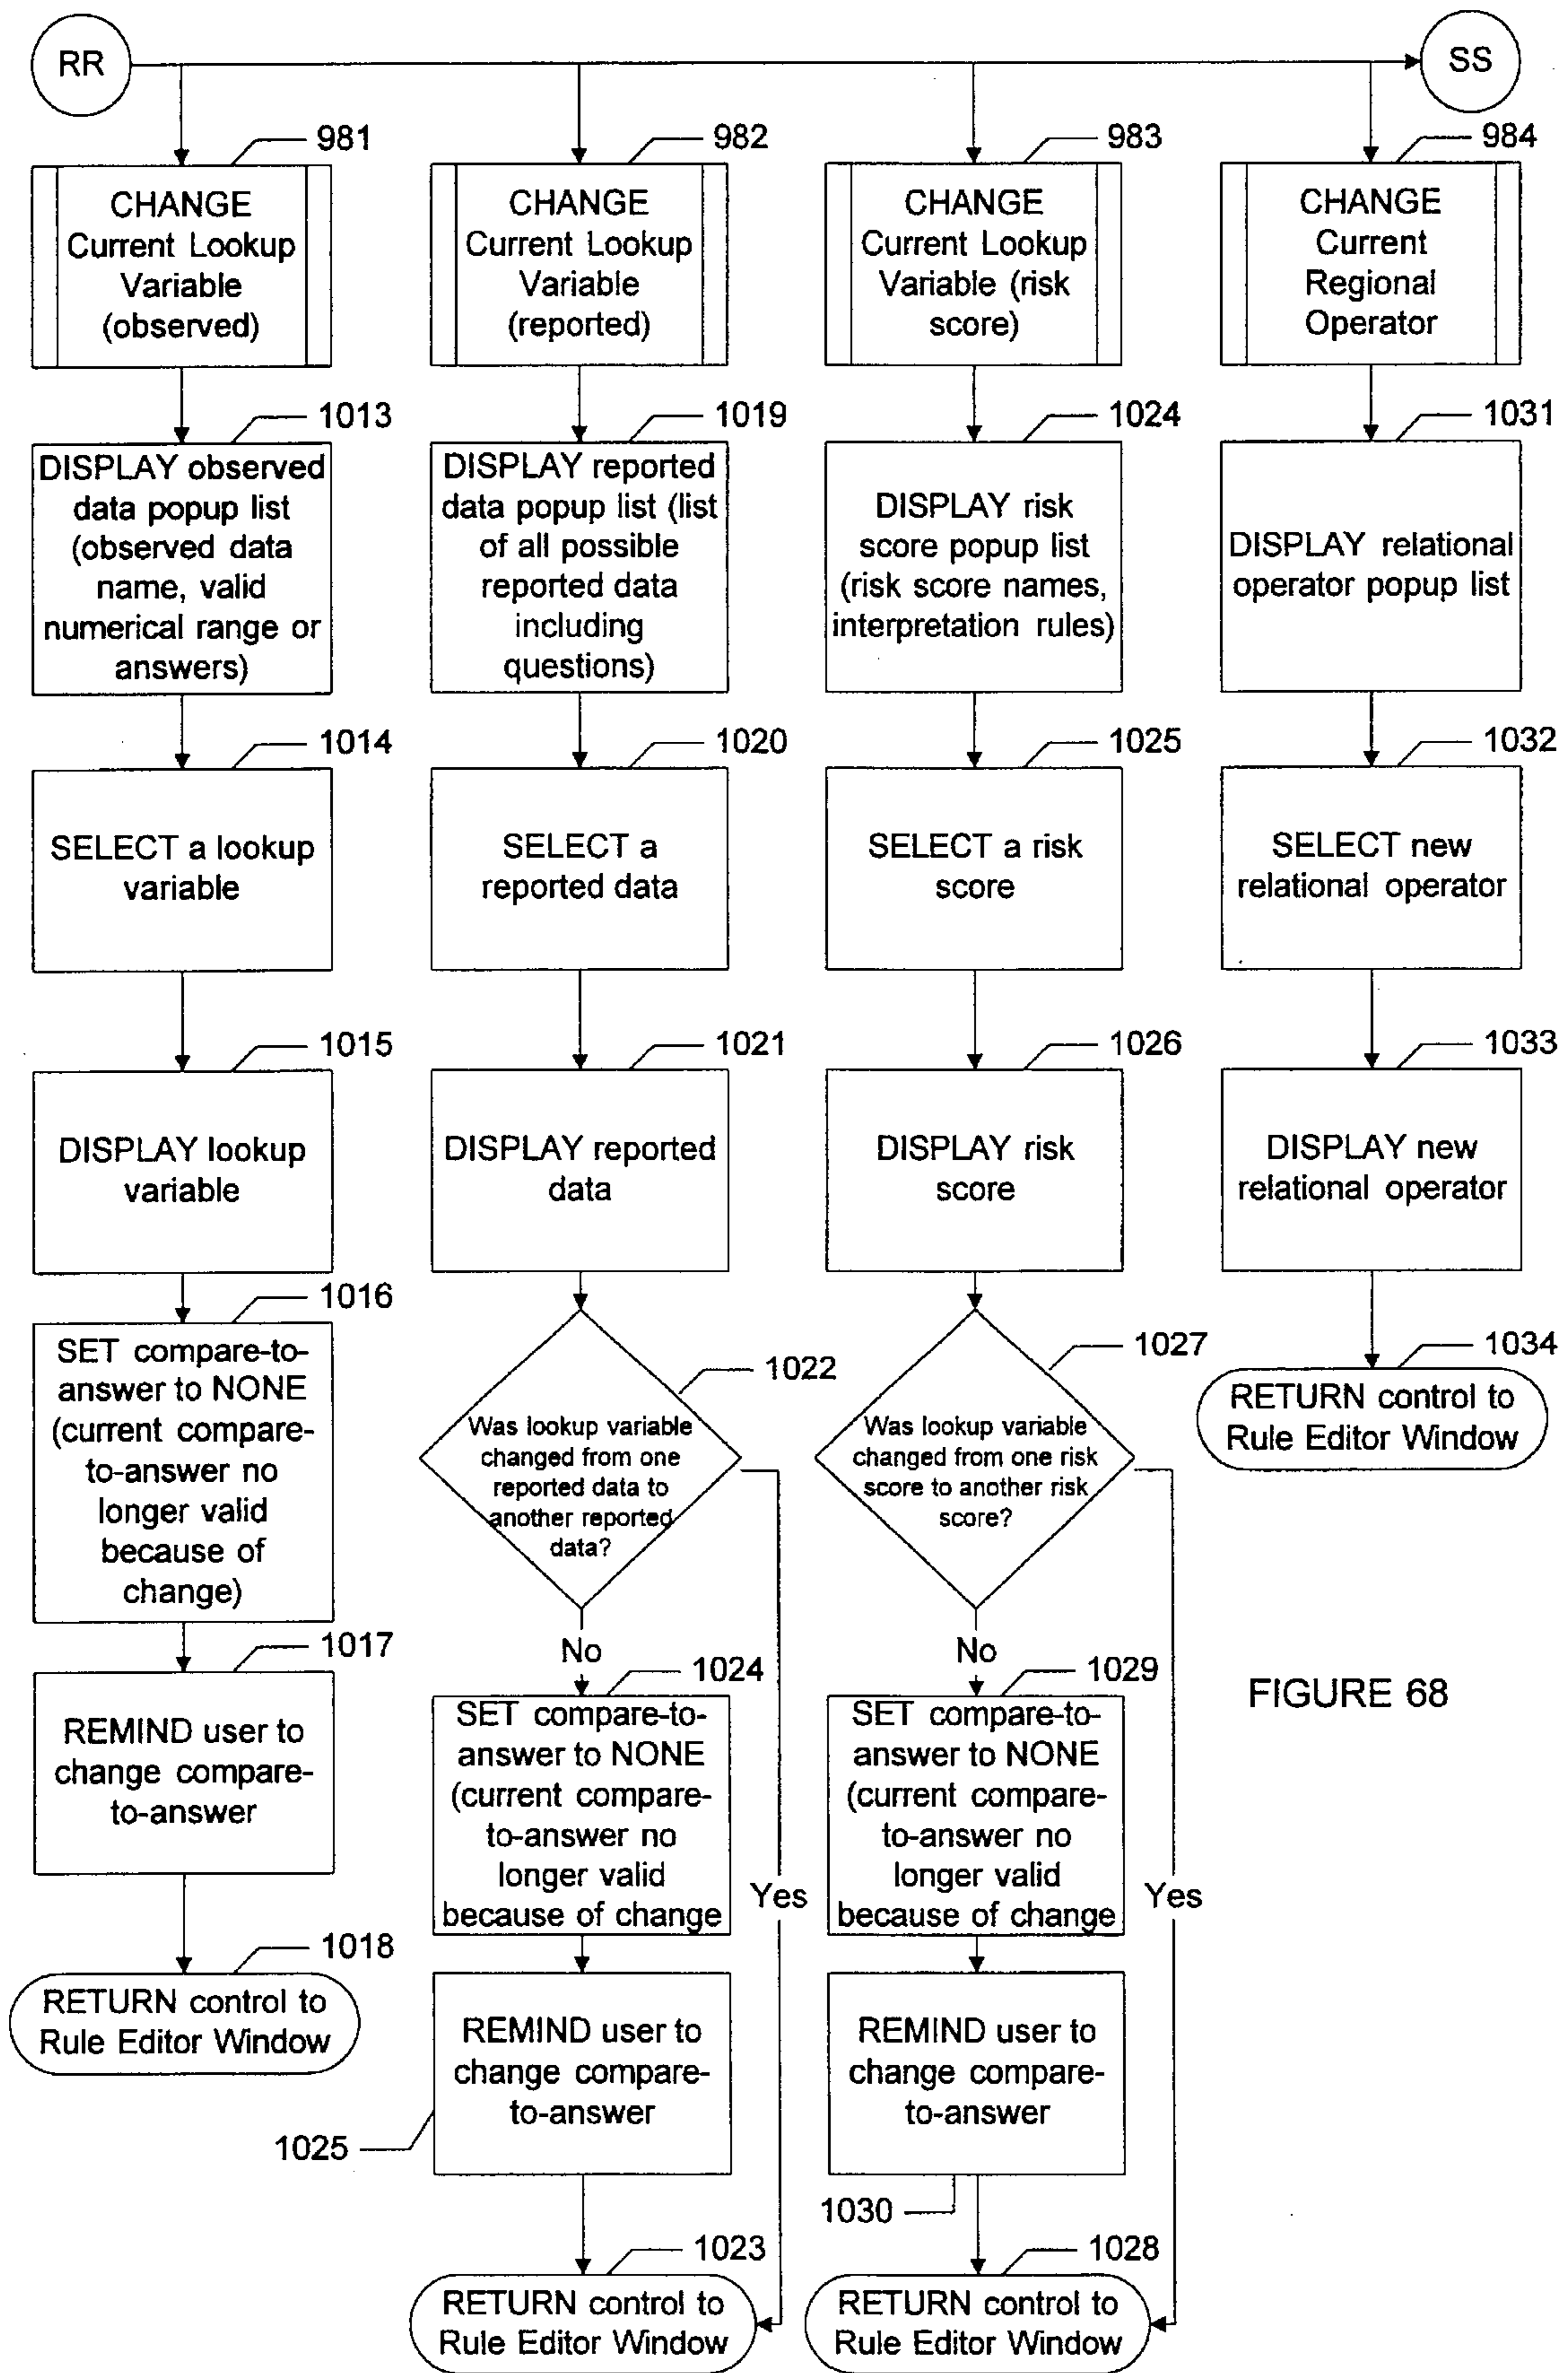 RR
SS
981
CHANGE
Current Lookup
Variable
(observed)
1013
DISPLAY observed
data popup list
(observed data
name, valid
numerical range or
answers)
1014
SELECT a lookup
variable
1015
DISPLAY lookup
variable
1016
SET compare-to-
answer to NONE
(current compare-
to-answer no
longer valid
because of
change)
1017
REMIND user to
change compare-
to-answer
1018
RETURN control to
Rule Editor Window
982
CHANGE
Current Lookup
Variable
(reported)
1019
DISPLAY reported
data popup list (list
of all possible
reported data
including
questions)
1020
SELECT a
reported data
1021
DISPLAY reported
data
1022
Was lookup variable
changed from one
reported data to
another reported
data?
No
Yes
1024
SET compare-to-
answer to NONE
(current compare-
to-answer no
longer valid
because of change
REMIND user to
change compare-
to-answer
1025
1023
RETURN control to
Rule Editor Window
983
CHANGE
Current Lookup
Variable (risk
score)
1024
DISPLAY risk
score popup list
(risk score names,
interpretation rules)
1025
SELECT a risk
score
1026
DISPLAY risk
score
1027
Was lookup variable
changed from one risk
score to another risk
score?
No
Yes
1029
SET compare-to-
answer to NONE
(current compare-
to-answer no
longer valid
because of change
REMIND user to
change compare-
to-answer
1030
1028
RETURN control to
Rule Editor Window
984
CHANGE
Current
Regional
Operator
1031
DISPLAY relational
operator popup list
1032
SELECT new
relational operator
1033
DISPLAY new
relational operator
1034
RETURN control to
Rule Editor Window
FIGURE 68